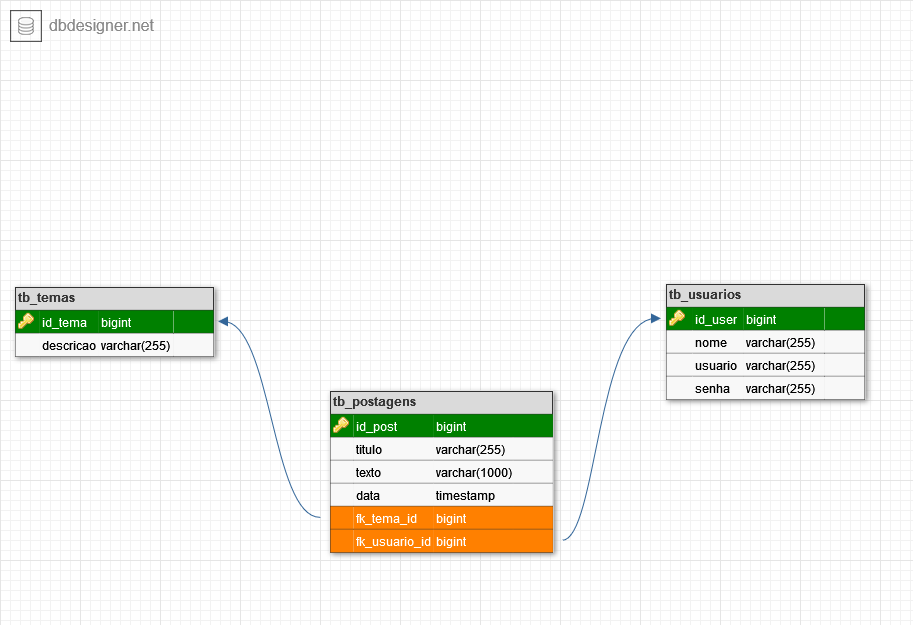 dbdesigner.net
tb_temas
id_tema bigint
descricao varchar(255)
tb_postagens
id_post bigint
titulo varchar(255)
texto varchar(1000)
data timestamp
fk_tema_id bigint
fk_usuario_id bigint
tb_usuarios
id_user bigint
nome varchar(255)
usuario varchar(255)
senha varchar(255)